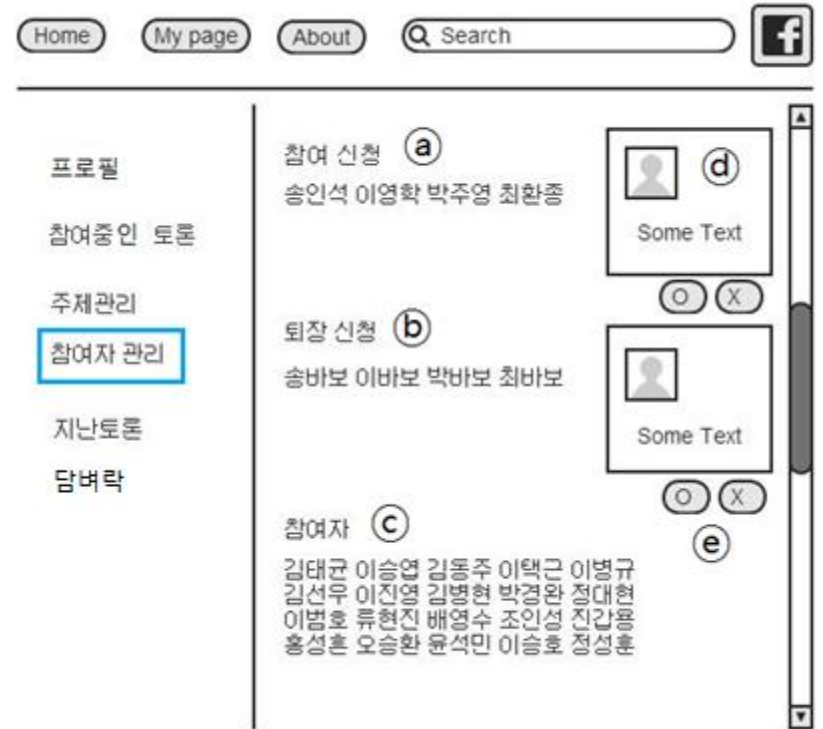 Home My page About Search f
프로필
참여중인 토론
주제관리
참여자 관리
지난토론
담벼락
참여 신청 ⓐ
송인석 이영학 박주영 최환종
ⓓ
Some Text
O X
퇴장 신청 ⓑ
송바보 이바보 박바보 최바보
Some Text
O X
ⓔ
참여자 ⓒ
김태균 이승엽 김동주 이택근 이병규
김선우 이진영 김병현 박경완 정대현
이범호 류현진 배영수 조인성 진갑용
홍성흔 오승환 윤석민 이승호 정성훈